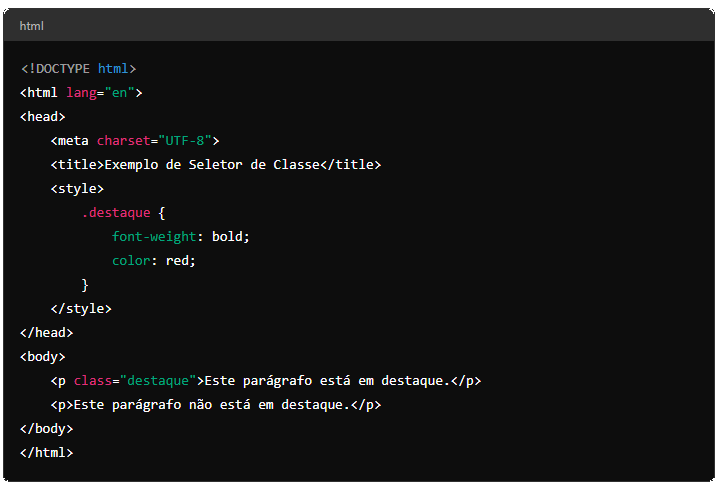 html
<!DOCTYPE html>
<html lang="en">
<head>
    <meta charset="UTF-8">
    <title>Exemplo de Seletor de Classe</title>
    <style>
        .destaque {
            font-weight: bold;
            color: red;
        }
    </style>
</head>
<body>
    <p class="destaque">Este parágrafo está em destaque.</p>
    <p>Este parágrafo não está em destaque.</p>
</body>
</html>